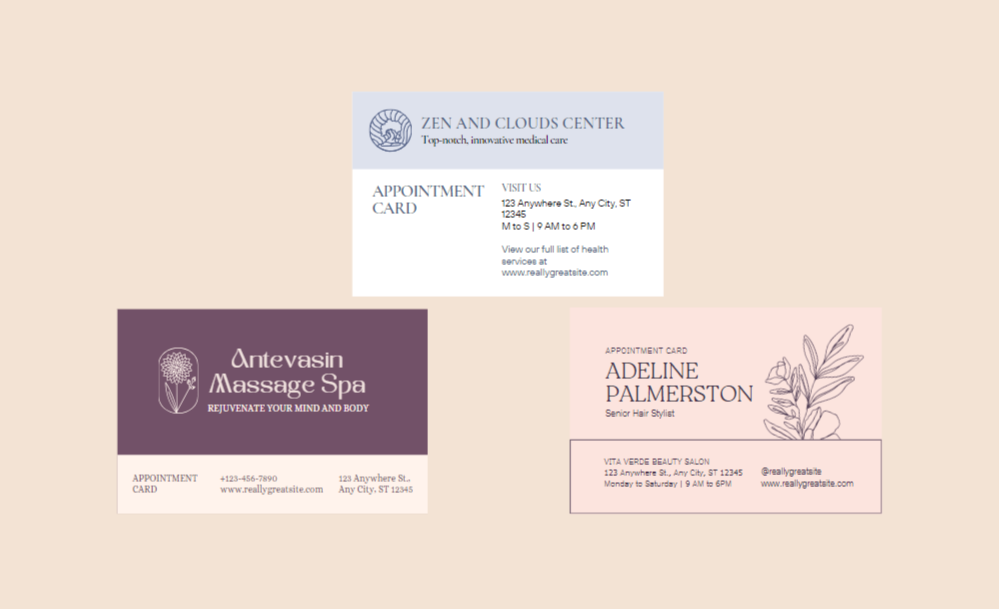 ZEN AND CLOUDS CENTER
Top-notch, innovative medical care
APPOINTMENT
CARD
VISIT US
123 Anywhere St., Any City, ST
12345
M to S | 9 AM to 6 PM
View our full list of health
services at
www.reallygreatsite.com
Antevasin
Massage Spa
REJUVENATE YOUR MIND AND BODY
APPOINTMENT
CARD
+123-456-7890
www.reallygreatsite.com
123 Anywhere St.,
Any City, ST 12345
APPOINTMENT CARD
ADELINE
PALMERSTON
Senior Hair Stylist
VITA VERDE BEAUTY SALON
123 Anywhere St., Any City, ST 12345
Monday to Saturday | 9 AM to 6PM
@reallygreatsite
www.reallygreatsite.com